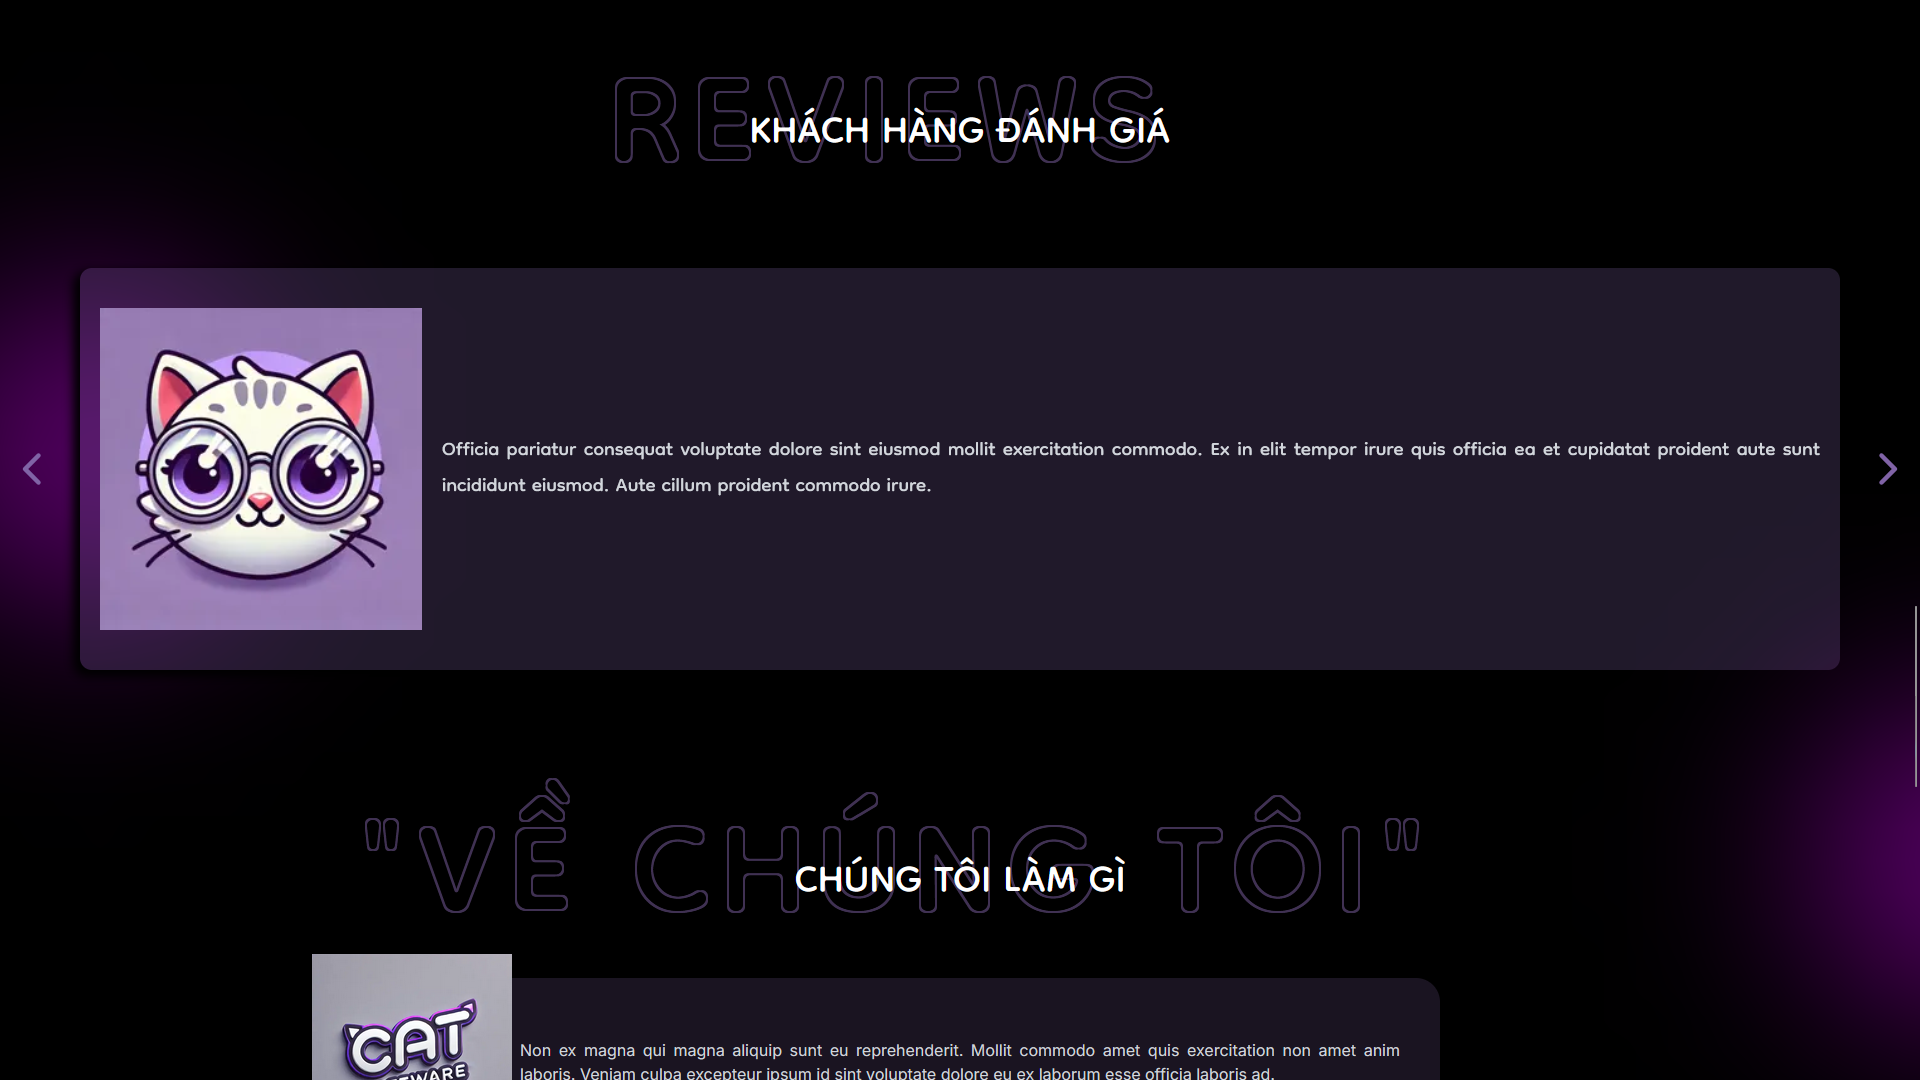 REVIEWS
KHÁCH HÀNG ĐÁNH GIÁ
Officia pariatur consequat voluptate dolore sint eiusmod mollit exercitation commodo. Ex in elit tempor irure quis officia ea et cupidatat proident aute sunt
incididunt eiusmod. Aute cillum proident commodo irure.
"VỀ CHÚNG TÔI"
CHÚNG TÔI LÀM GÌ
CAT
Non ex magna qui magna aliquip sunt eu reprehenderit. Mollit commodo amet quis exercitation non amet anim
laboris. Veniam culpa excepteur ipsum id sint voluptate dolore eu ex laborum esse officia laboris ad.